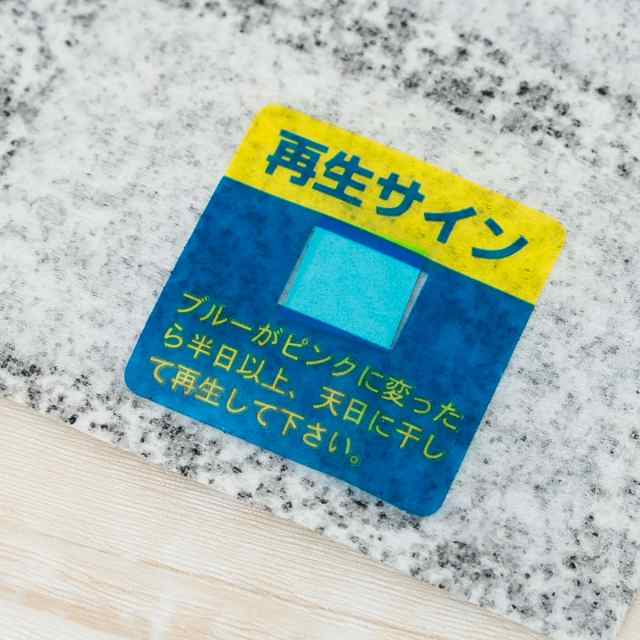 再生サイン
ブルーがピンクに変った
ら半日以上、天日に干し
て再生して下さい。